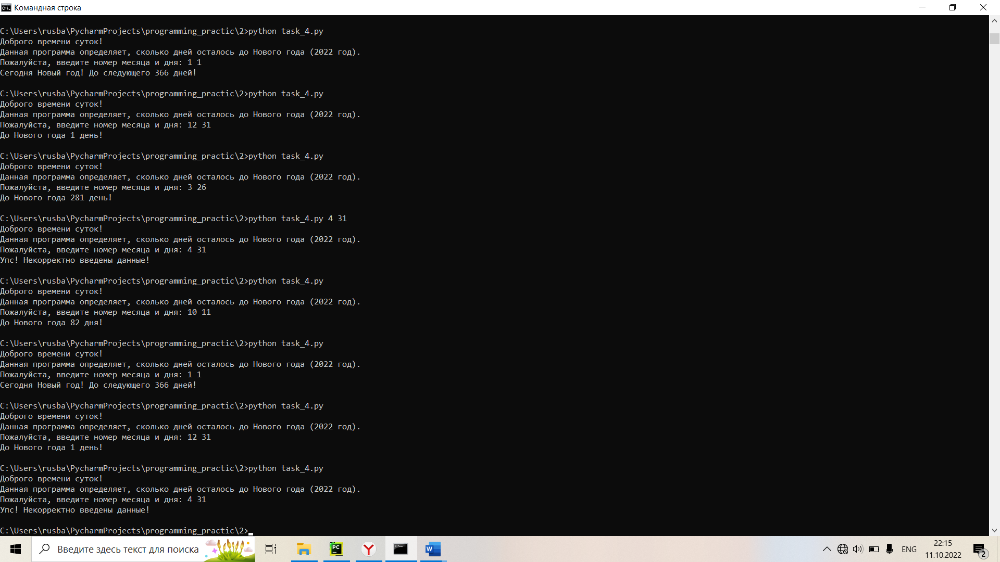 Командная строка
C:\Users\rusba\PycharmProjects\programming_practic\2>python task_4.py
Доброго времени суток!
Данная программа определяет, сколько дней осталось до Нового года (2022 год).
Пожалуйста, введите номер месяца и дня: 1 1
Сегодня Новый год! До следующего 366 дней!
C:\Users\rusba\PycharmProjects\programming_practic\2>python task_4.py
Доброго времени суток!
Данная программа определяет, сколько дней осталось до Нового года (2022 год).
Пожалуйста, введите номер месяца и дня: 12 31
До Нового года 1 день!
C:\Users\rusba\PycharmProjects\programming_practic\2>python task_4.py
Доброго времени суток!
Данная программа определяет, сколько дней осталось до Нового года (2022 год).
Пожалуйста, введите номер месяца и дня: 3 26
До Нового года 281 день!
C:\Users\rusba\PycharmProjects\programming_practic\2>python task_4.py 4 31
Доброго времени суток!
Данная программа определяет, сколько дней осталось до Нового года (2022 год).
Пожалуйста, введите номер месяца и дня: 4 31
Упс! Некорректно введены данные!
C:\Users\rusba\PycharmProjects\programming_practic\2>python task_4.py
Доброго времени суток!
Данная программа определяет, сколько дней осталось до Нового года (2022 год).
Пожалуйста, введите номер месяца и дня: 10 11
До Нового года 82 дня!
C:\Users\rusba\PycharmProjects\programming_practic\2>python task_4.py
Доброго времени суток!
Данная программа определяет, сколько дней осталось до Нового года (2022 год).
Пожалуйста, введите номер месяца и дня: 1 1
Сегодня Новый год! До следующего 366 дней!
C:\Users\rusba\PycharmProjects\programming_practic\2>python task_4.py
Доброго времени суток!
Данная программа определяет, сколько дней осталось до Нового года (2022 год).
Пожалуйста, введите номер месяца и дня: 12 31
До Нового года 1 день!
C:\Users\rusba\PycharmProjects\programming_practic\2>python task_4.py
Доброго времени суток!
Данная программа определяет, сколько дней осталось до Нового года (2022 год).
Пожалуйста, введите номер месяца и дня: 4 31
Упс! Некорректно введены данные!
C:\Users\rusba\PycharmProjects\programming_practic\2>
Введите здесь текст для поиска
ENG
22:15
11.10.2022
2